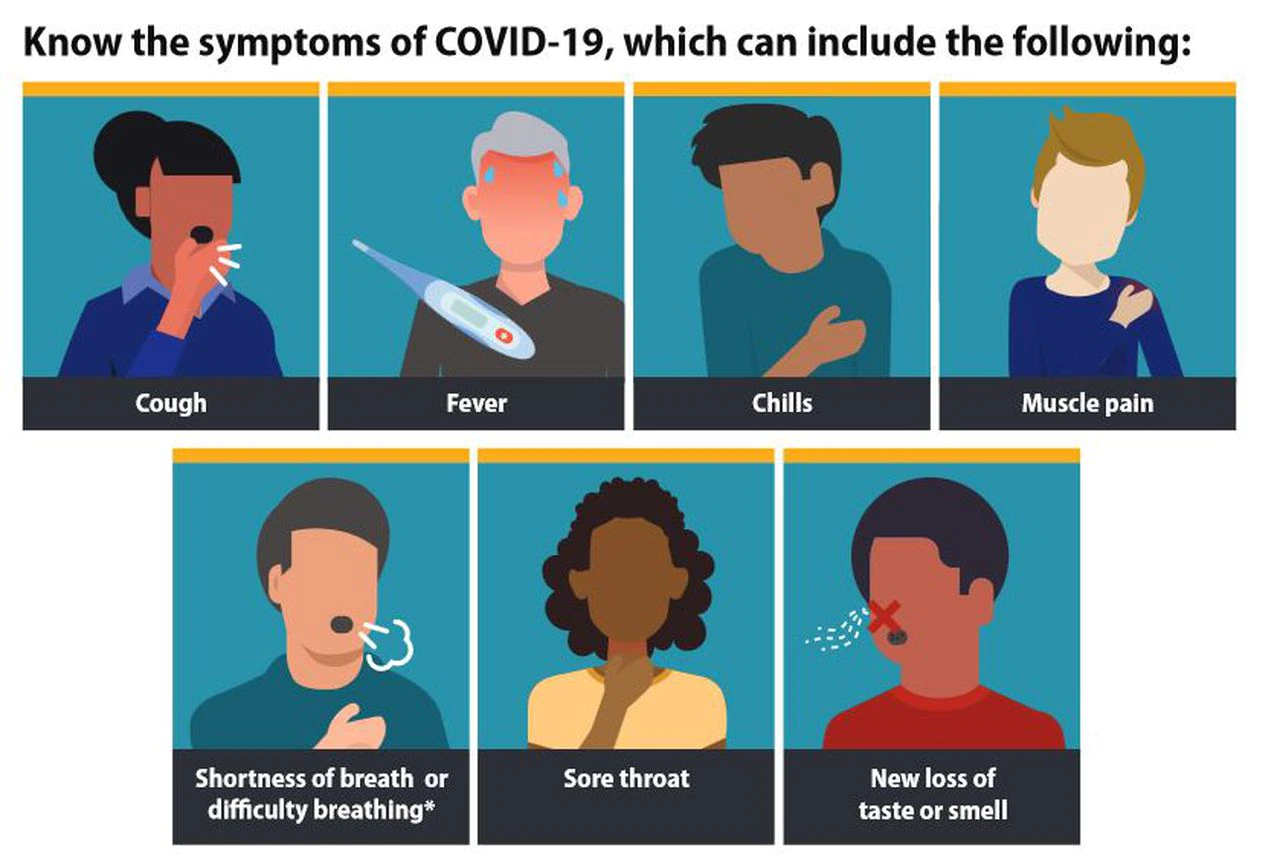 Know the symptoms of COVID-19, which can include the following:
Cough
Fever
Chills
Muscle pain
Shortness of breath or
difficulty breathing*
Sore throat
New loss of
taste or smell